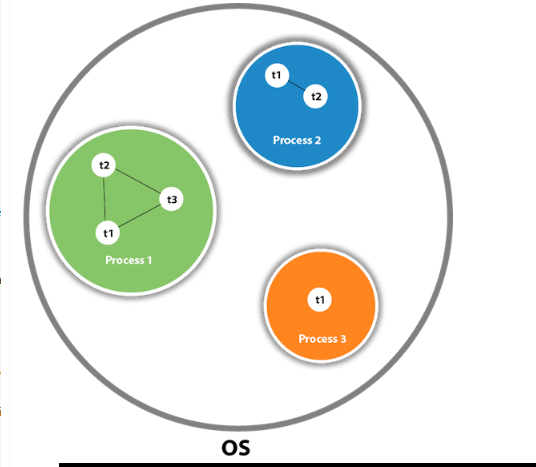 t1
t2
Process 2
t2
t3
t1
Process 1
t1
Process 3
OS